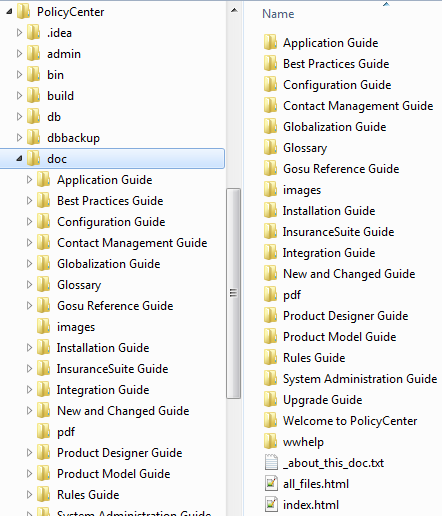 PolicyCenter
.idea
admin
bin
build
db
dbbackup
doc
Application Guide
Best Practices Guide
Configuration Guide
Contact Management Guide
Globalization Guide
Glossary
Gosu Reference Guide
images
Installation Guide
InsuranceSuite Guide
Integration Guide
New and Changed Guide
pdf
Product Designer Guide
Product Model Guide
Rules Guide
System Administration Guide
Name
Application Guide
Best Practices Guide
Configuration Guide
Contact Management Guide
Globalization Guide
Glossary
Gosu Reference Guide
images
Installation Guide
InsuranceSuite Guide
Integration Guide
New and Changed Guide
pdf
Product Designer Guide
Product Model Guide
Rules Guide
System Administration Guide
Upgrade Guide
Welcome to PolicyCenter
wwhelp
_about_this_doc.txt
all_files.html
index.html